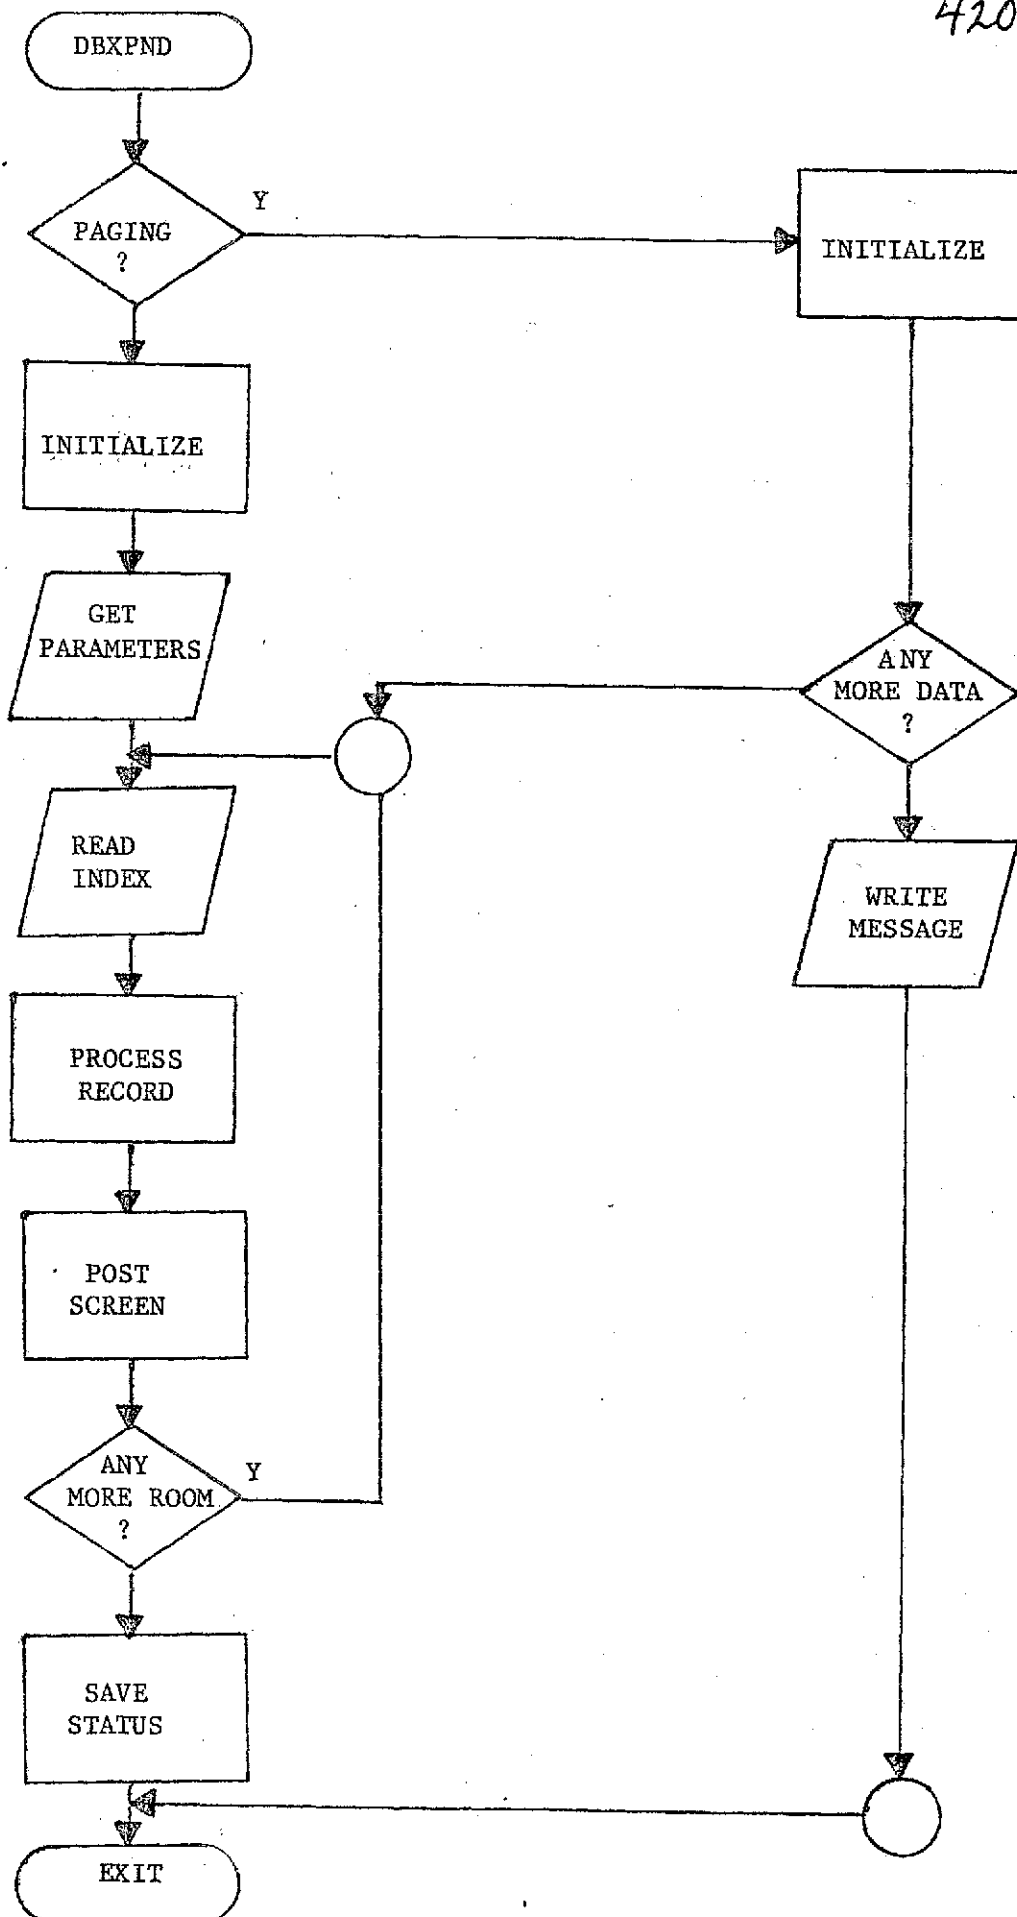 420
DBXPND
PAGING
?
Y
INITIALIZE
INITIALIZE
GET
PARAMETERS
ANY
MORE DATA
?
READ
INDEX
WRITE
MESSAGE
PROCESS
RECORD
POST
SCREEN
ANY
MORE ROOM
?
Y
SAVE
STATUS
EXIT